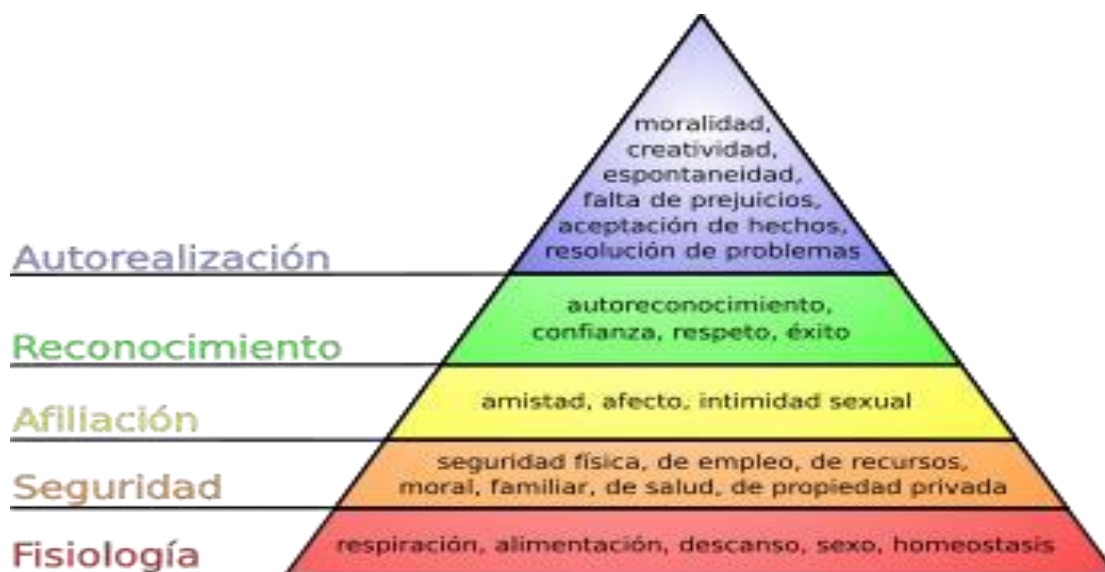 moralidad,
creatividad,
espontaneidad,
falta de prejuicios,
aceptación de hechos,
resolución de problemas
Autorealización
autoreconocimiento,
confianza, respeto, éxito
Reconocimiento
amistad, afecto, intimidad sexual
Afiliación
seguridad física, de empleo, de recursos,
moral, familiar, de salud, de propiedad privada
Seguridad
respiración, alimentación, descanso, sexo, homeostasis
Fisiología